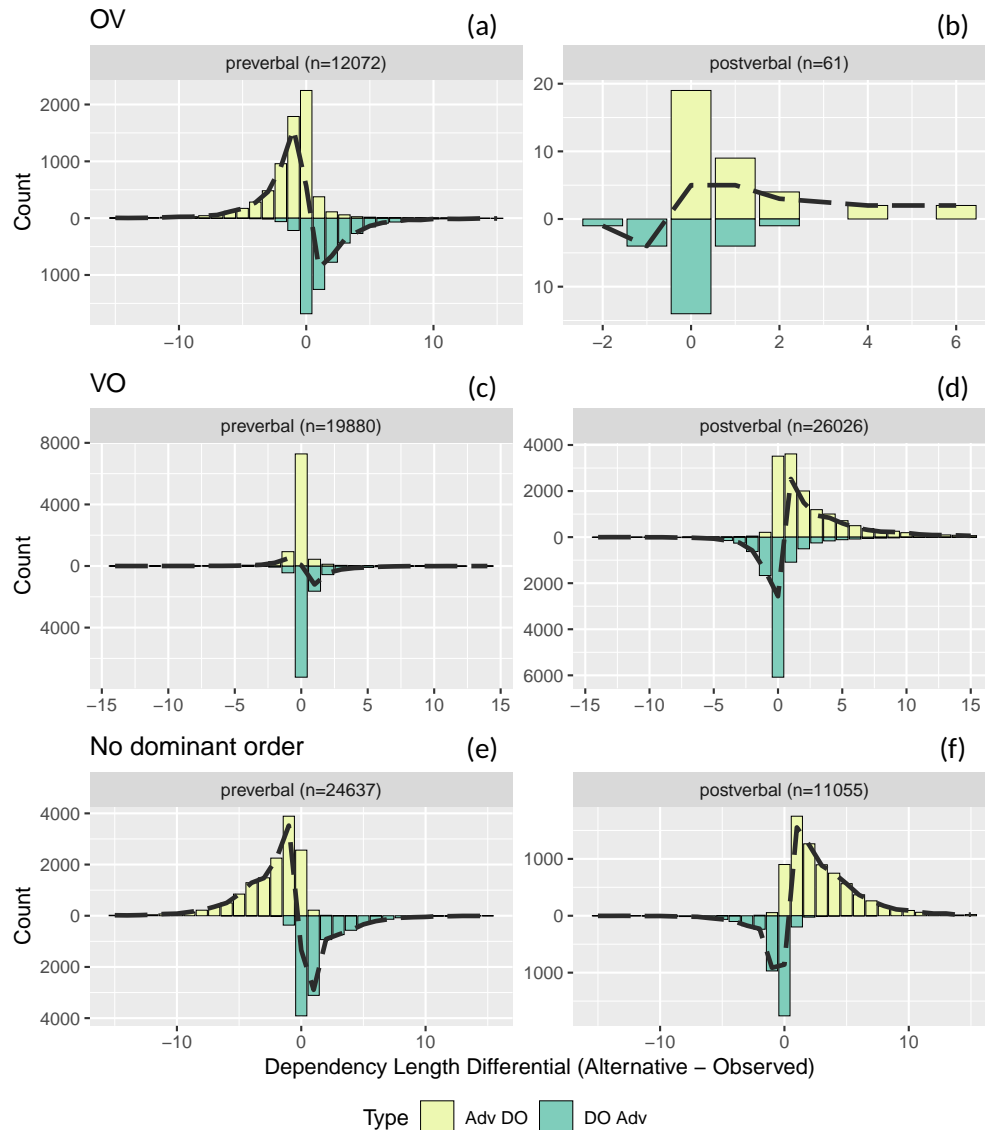 OV (a) (b)
preverbal (n=12072) postverbal (n=61)
2000
1000
0
1000
Count
−10 0 10
20
10
0
10
−2 0 2 4 6
VO (c) (d)
preverbal (n=19880) postverbal (n=26026)
8000
4000
0
4000
Count
−15 −10 −5 0 5 10 15
4000
2000
0
2000
4000
6000
−15 −10 −5 0 5 10 15
No dominant order (e) (f)
preverbal (n=24637) postverbal (n=11055)
4000
2000
0
2000
4000
Count
−10 0 10
1000
0
1000
−10 0 10
Dependency Length Differential (Alternative − Observed)
Type Adv DO DO Adv